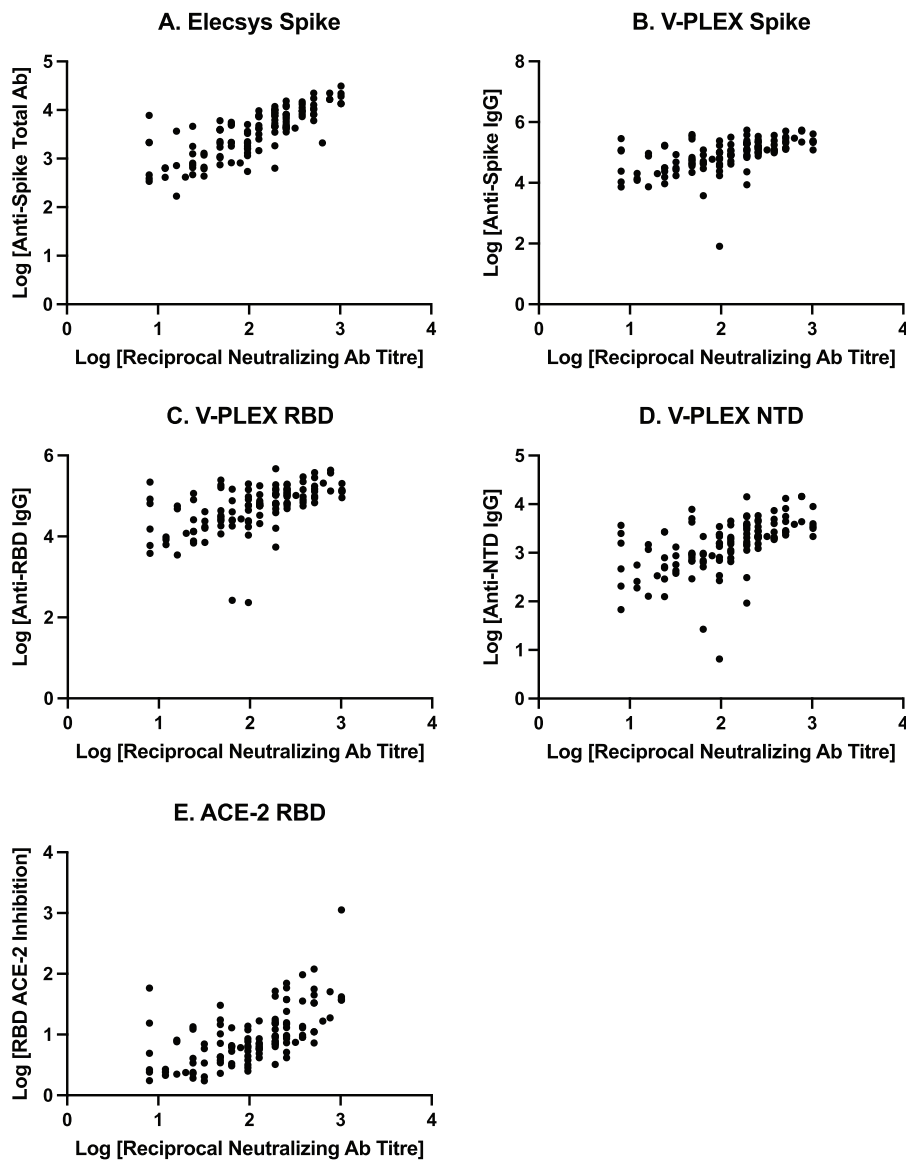 A. Elecsys Spike
Log [Anti-Spike Total Ab]
5
4
3
2
1
0
0 1 2 3 4
Log [Reciprocal Neutralizing Ab Titre]
B. V-PLEX Spike
Log [Anti-Spike IgG]
8
6
4
2
0
0 1 2 3 4
Log [Reciprocal Neutralizing Ab Titre]
C. V-PLEX RBD
Log [Anti-RBD IgG]
6
4
2
0
0 1 2 3 4
Log [Reciprocal Neutralizing Ab Titre]
D. V-PLEX NTD
Log [Anti-NTD IgG]
5
4
3
2
1
0
0 1 2 3 4
Log [Reciprocal Neutralizing Ab Titre]
E. ACE-2 RBD
Log [RBD ACE-2 Inhibition]
4
3
2
1
0
0 1 2 3 4
Log [Reciprocal Neutralizing Ab Titre]